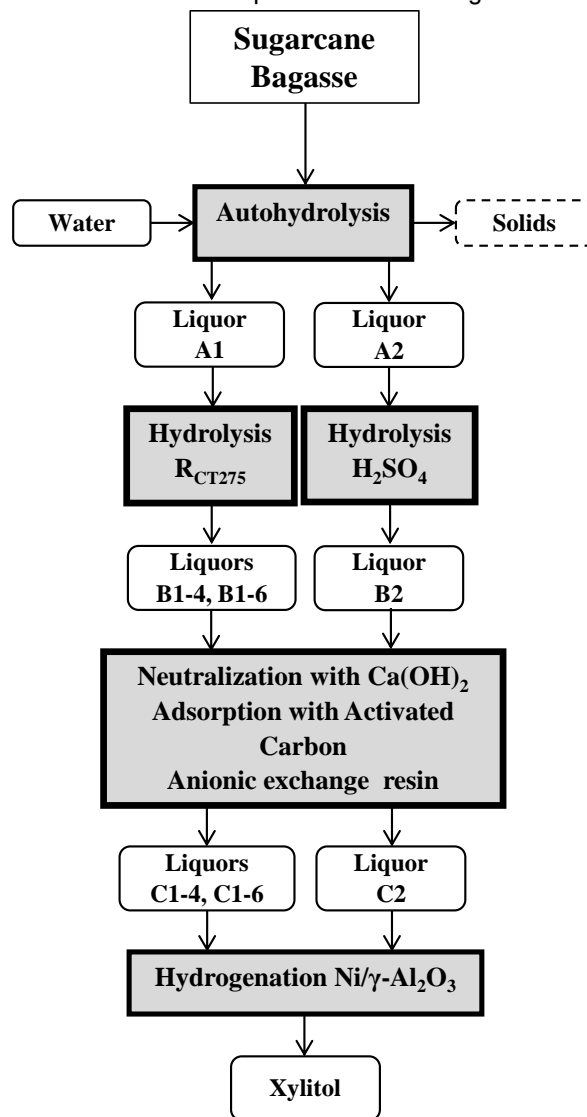 Sugarcane
Bagasse
Water
Autohydrolysis
Solids
Liquor
A1
Liquor
A2
Hydrolysis
R_CT275
Hydrolysis
H₂SO₄
Liquors
B1-4, B1-6
Liquor
B2
Neutralization with Ca(OH)₂
Adsorption with Activated
Carbon
Anionic exchange resin
Liquors
C1-4, C1-6
Liquor
C2
Hydrogenation Ni/γ-Al₂O₃
Xylitol